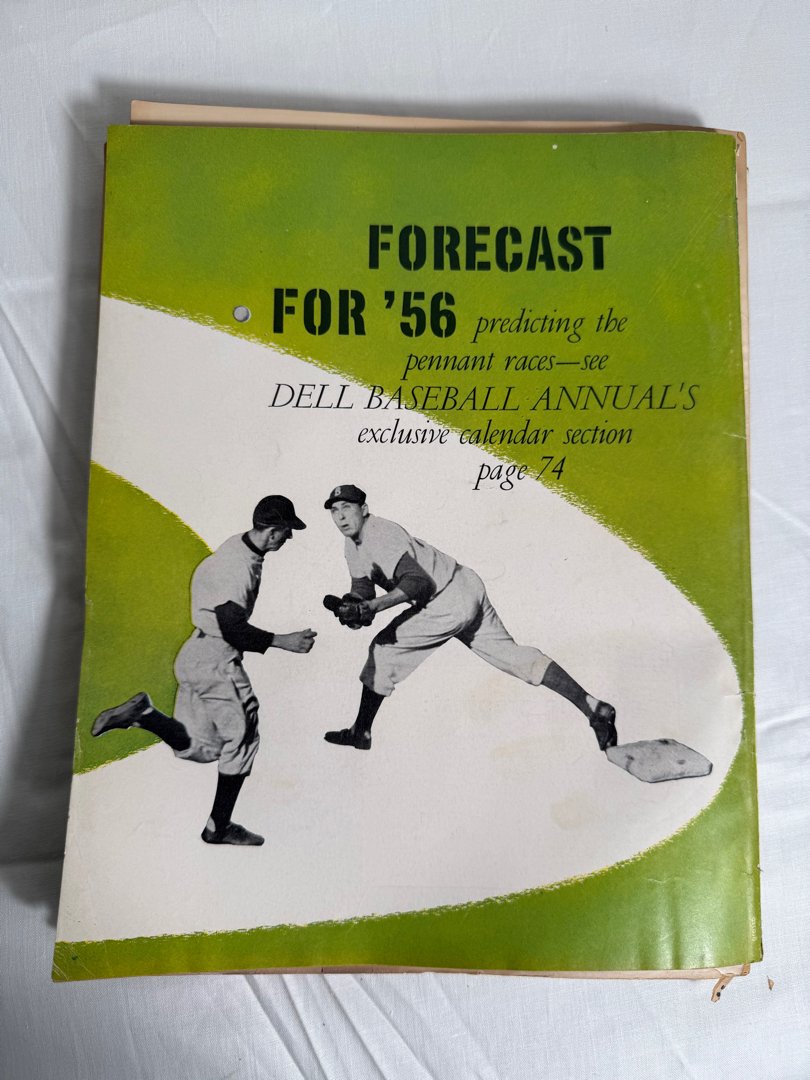 FORECAST
FOR '56 predicting the
pennant races—see
DELL BASEBALL ANNUAL'S
exclusive calendar section
page 74
B